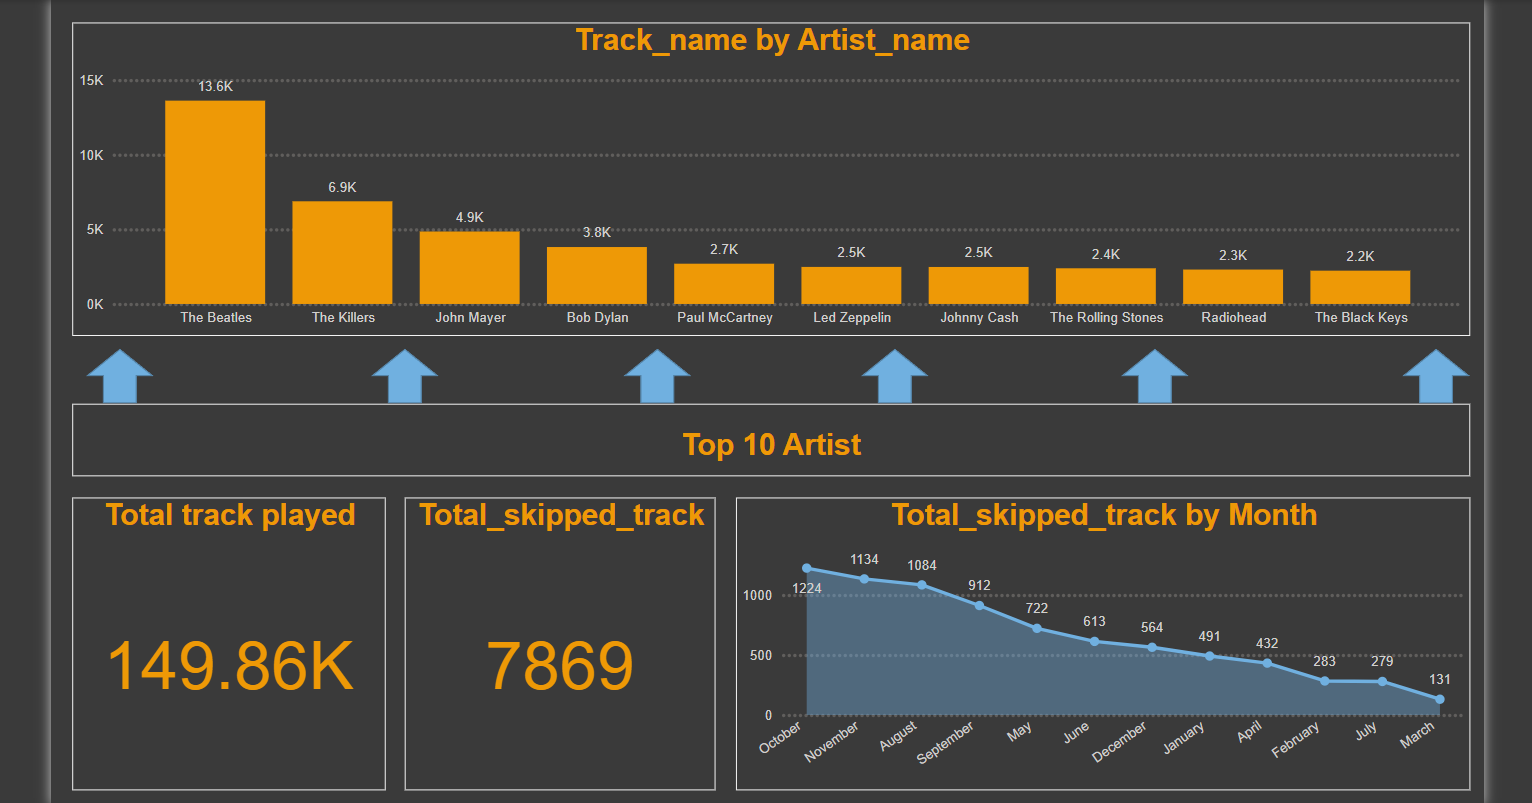 Track_name by Artist_name
15K
10K
5K
0K
13.6K
6.9K
4.9K
3.8K
2.7K
2.5K
2.5K
2.4K
2.3K
2.2K
The Beatles
The Killers
John Mayer
Bob Dylan
Paul McCartney
Led Zeppelin
Johnny Cash
The Rolling Stones
Radiohead
The Black Keys
Top 10 Artist
Total track played
149.86K
Total_skipped_track
7869
Total_skipped_track by Month
1000
500
0
1224
1134
1084
912
722
613
564
491
432
283
279
131
October
November
August
September
May
June
December
January
April
February
July
March